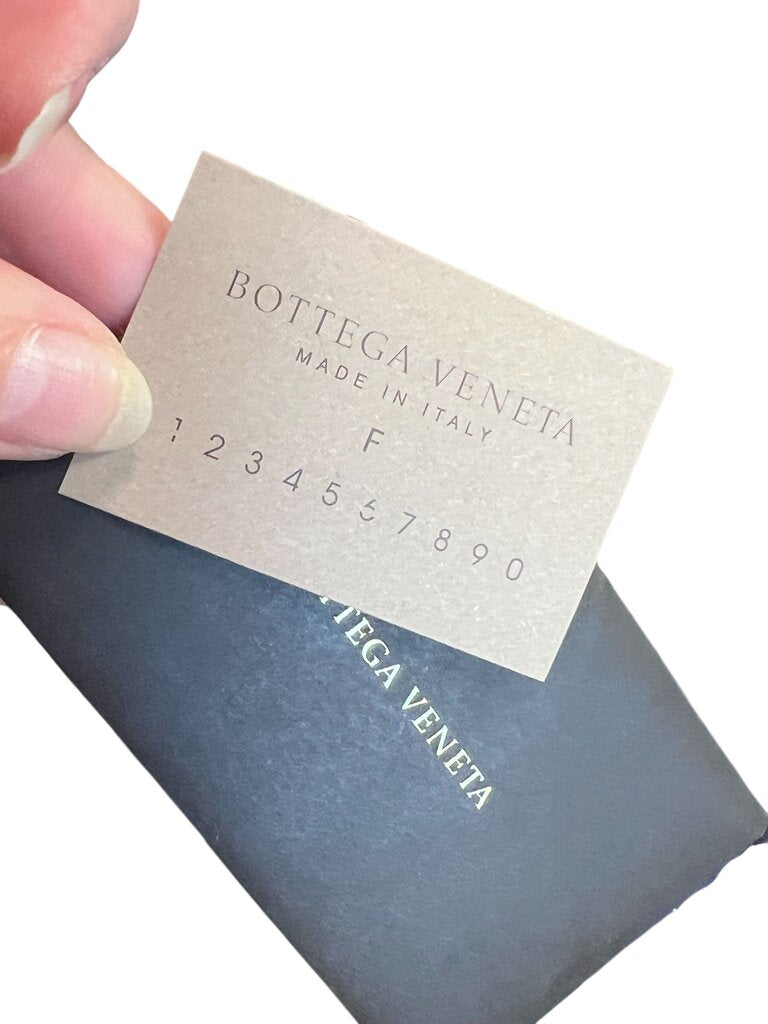 BOTTEGA VENETA
MADE IN ITALY
F
1 2 3 4 5 6 7 8 9 0
VENETA